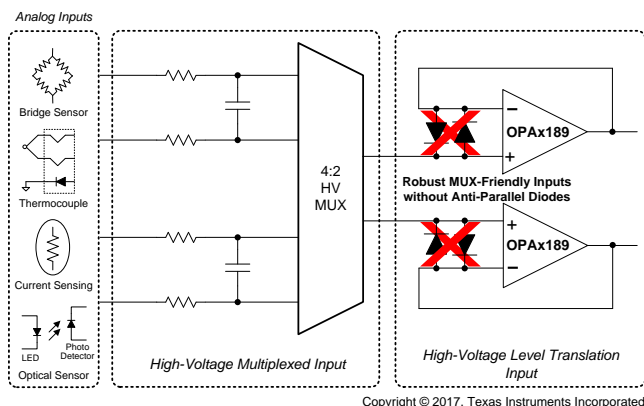 Analog Inputs
Bridge Sensor
Thermocouple
Current Sensing
LED
Photo
Detector
Optical Sensor
4:2
HV
MUX
High-Voltage Multiplexed Input
OPAx189
Robust MUX-Friendly Inputs
without Anti-Parallel Diodes
OPAx189
High-Voltage Level Translation
Input
Copyright © 2017, Texas Instruments Incorporated